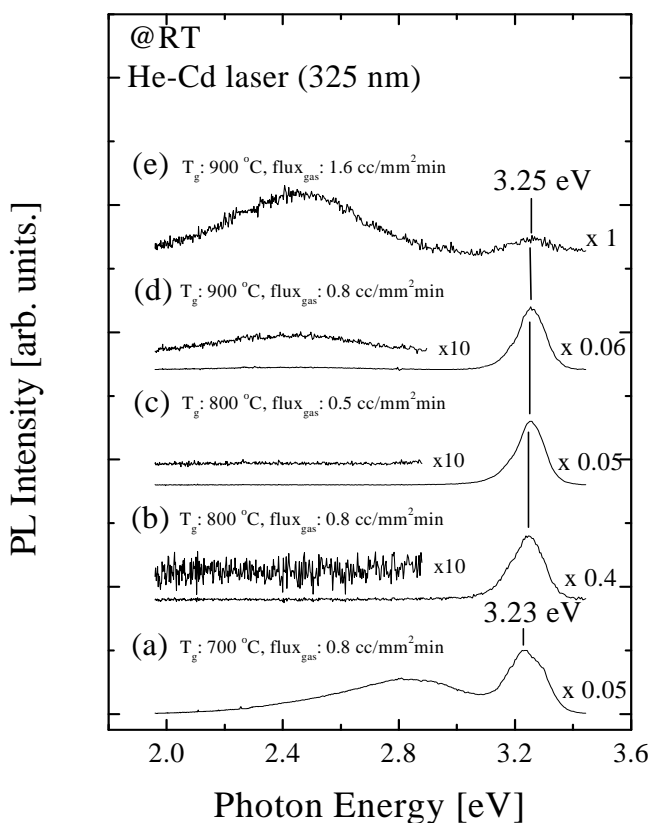 @RT
He-Cd laser (325 nm)
(e) T_g: 900 °C, flux_gas: 1.6 cc/mm²min
3.25 eV
x 1
(d) T_g: 900 °C, flux_gas: 0.8 cc/mm²min
x10
x 0.06
(c) T_g: 800 °C, flux_gas: 0.5 cc/mm²min
x10
x 0.05
(b) T_g: 800 °C, flux_gas: 0.8 cc/mm²min
x10
x 0.4
3.23 eV
(a) T_g: 700 °C, flux_gas: 0.8 cc/mm²min
x 0.05
PL Intensity [arb. units.]
2.0 2.4 2.8 3.2 3.6
Photon Energy [eV]